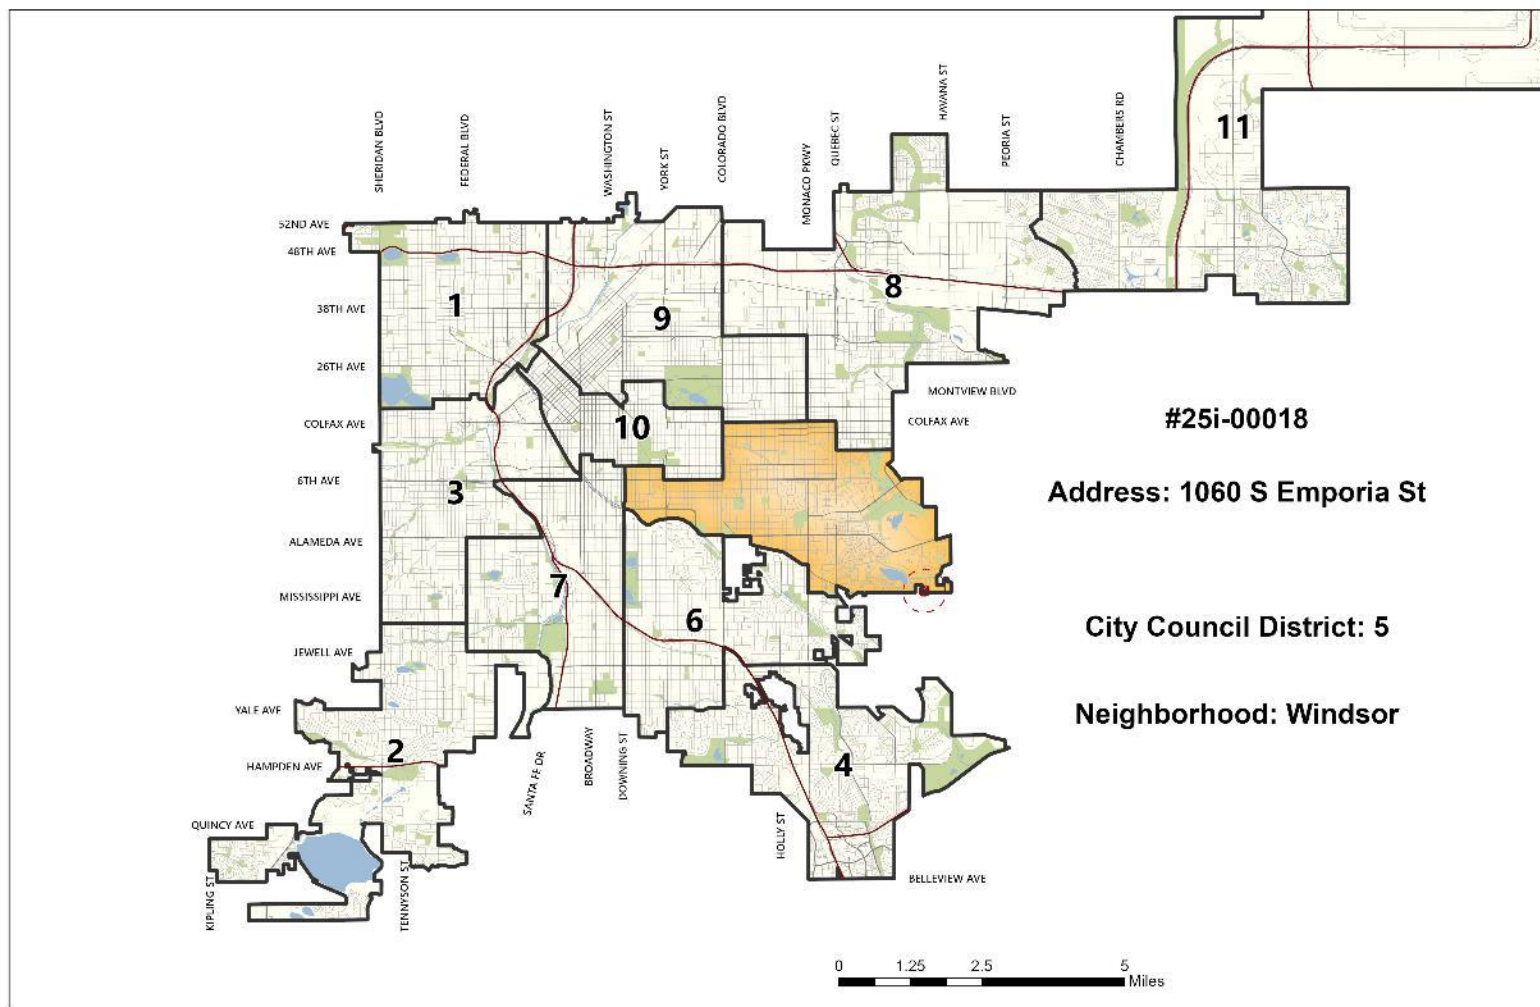 SHERIDAN BLVD
FEDERAL BLVD
WASHINGTON ST
YORK ST
COLORADO BLVD
MONACO PKWY
QUEBEC ST
HAVANA ST
PEORIA ST
CHAMBERS RD
11
52ND AVE
48TH AVE
8
38TH AVE
1
9
26TH AVE
MONTVIEW BLVD
COLFAX AVE
10
COLFAX AVE
#25i-00018
6TH AVE
3
Address: 1060 S Emporia St
ALAMEDA AVE
7
MISSISSIPPI AVE
6
City Council District: 5
JEWELL AVE
YALE AVE
Neighborhood: Windsor
2
HAMPDEN AVE
4
SANTA FE DR
BROADWAY
DOWNING ST
HOLLY ST
QUINCY AVE
KIPLING ST
TENNYSON ST
BELLEVIEW AVE
0 1.25 2.5 5
Miles